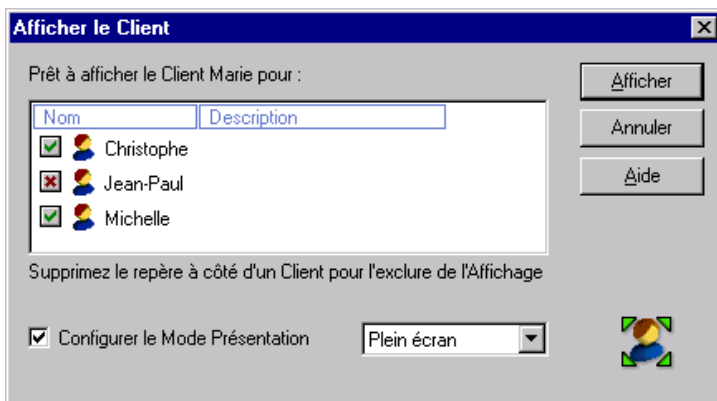 Afficher le Client
Prêt à afficher le Client Marie pour :
Afficher
Nom Description
Annuler
Christophe
Jean-Paul
Aide
Michelle
Supprimez le repère à côté d'un Client pour l'exclure de l'Affichage
Configurer le Mode Présentation Plein écran